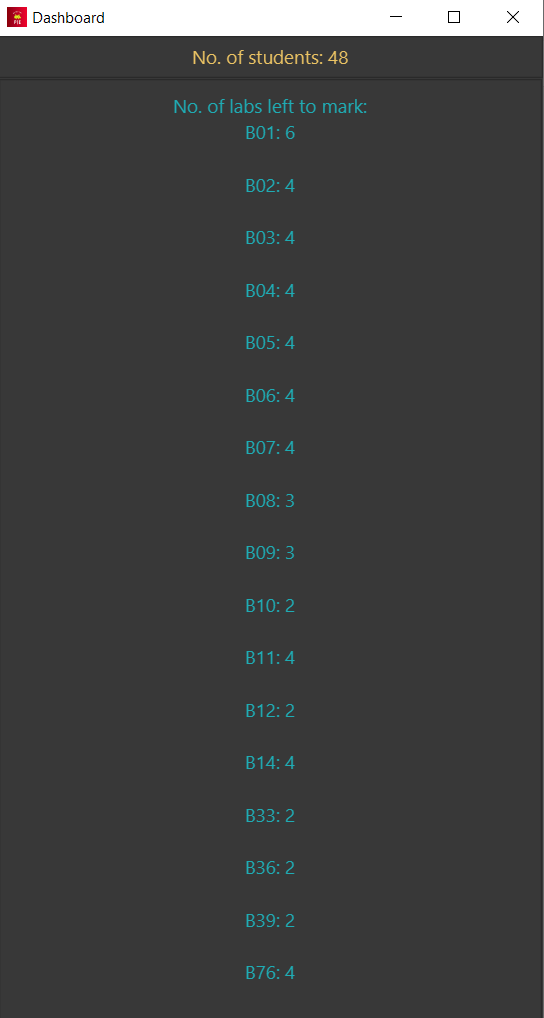 Dashboard
No. of students: 48
No. of labs left to mark:
B01: 6
B02: 4
B03: 4
B04: 4
B05: 4
B06: 4
B07: 4
B08: 3
B09: 3
B10: 2
B11: 4
B12: 2
B14: 4
B33: 2
B36: 2
B39: 2
B76: 4